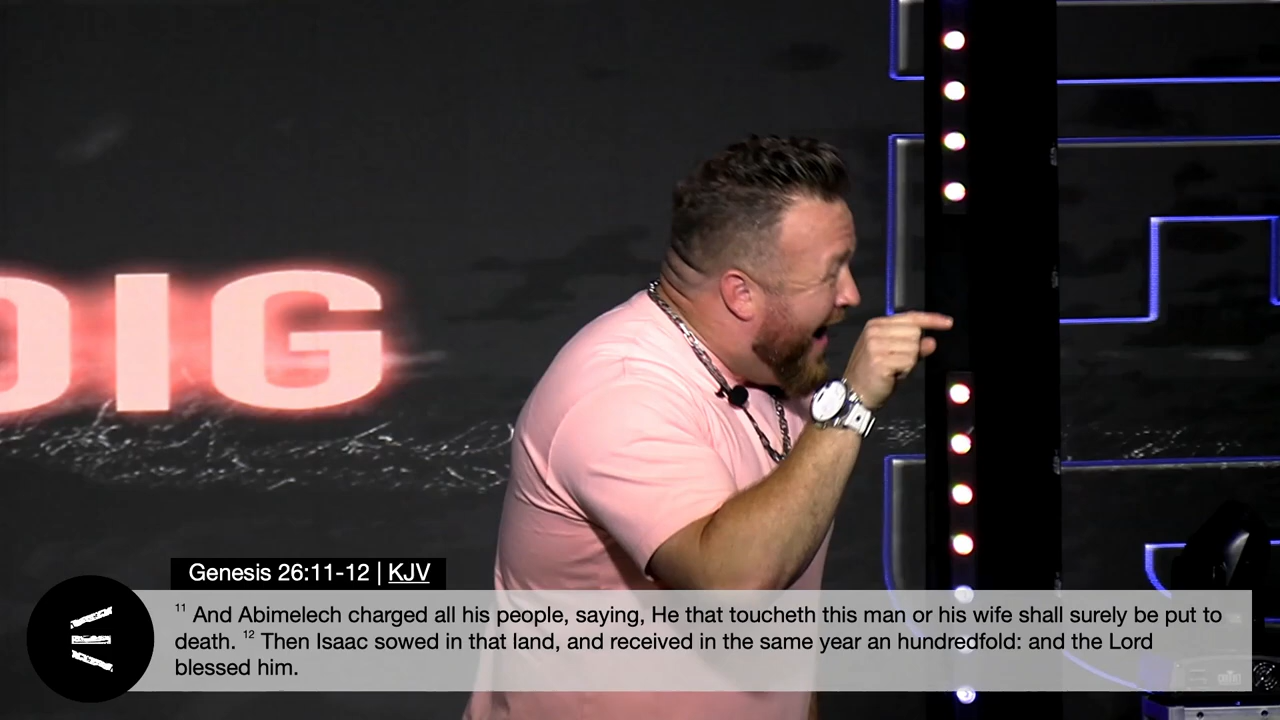 DIG
Genesis 26:11-12 | KJV
11 And Abimelech charged all his people, saying, He that toucheth this man or his wife shall surely be put to
death. 12 Then Isaac sowed in that land, and received in the same year an hundredfold: and the Lord
blessed him.